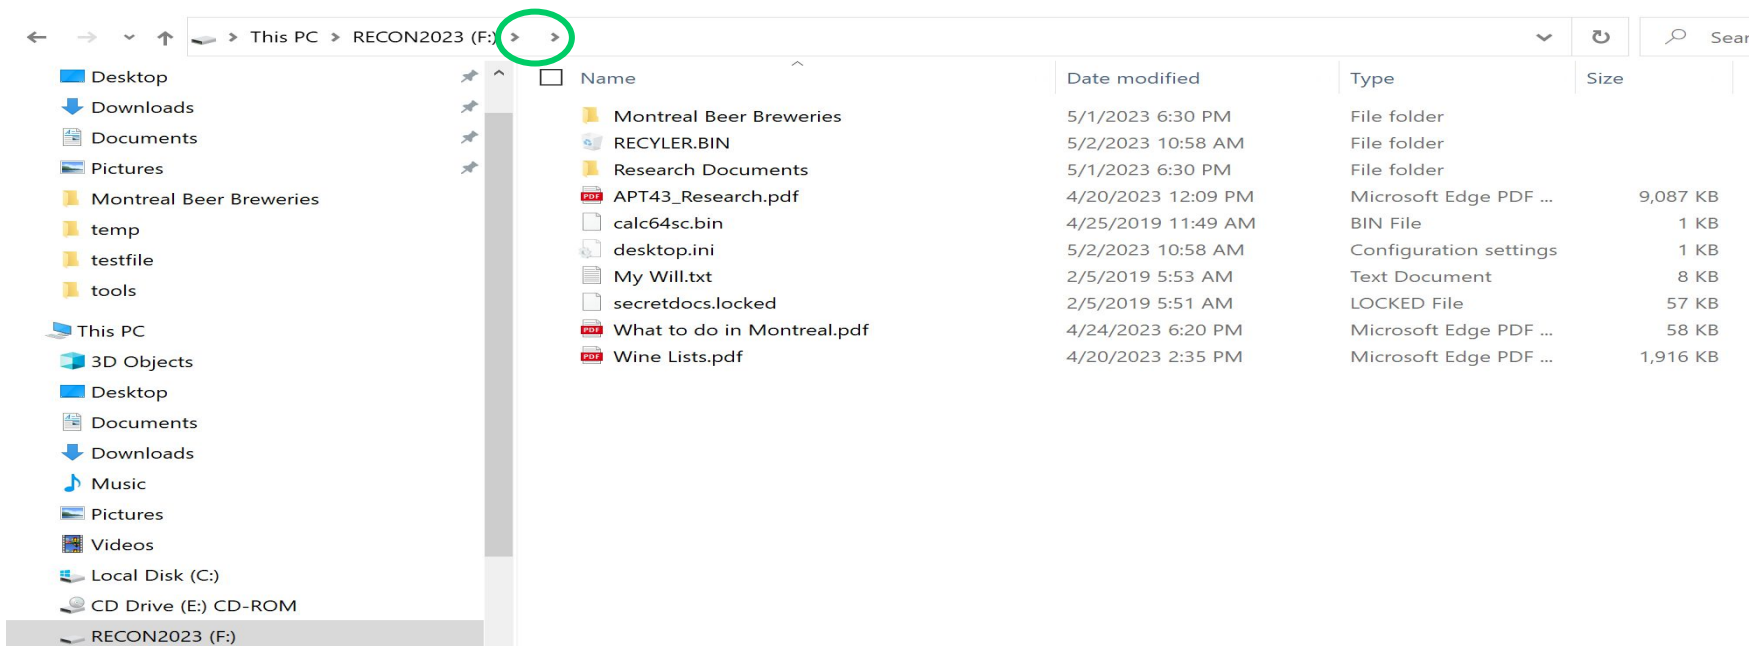 This PC > RECON2023 (F:) > > Sear
Desktop
Downloads
Documents
Pictures
Montreal Beer Breweries
temp
testfile
tools
This PC
3D Objects
Desktop
Documents
Downloads
Music
Pictures
Videos
Local Disk (C:)
CD Drive (E:) CD-ROM
RECON2023 (F:)
Name Date modified Type Size
Montreal Beer Breweries 5/1/2023 6:30 PM File folder
RECYLER.BIN 5/2/2023 10:58 AM File folder
Research Documents 5/1/2023 6:30 PM File folder
APT43_Research.pdf 4/20/2023 12:09 PM Microsoft Edge PDF ... 9,087 KB
calc64sc.bin 4/25/2019 11:49 AM BIN File 1 KB
desktop.ini 5/2/2023 10:58 AM Configuration settings 1 KB
My Will.txt 2/5/2019 5:53 AM Text Document 8 KB
secretdocs.locked 2/5/2019 5:51 AM LOCKED File 57 KB
What to do in Montreal.pdf 4/24/2023 6:20 PM Microsoft Edge PDF ... 58 KB
Wine Lists.pdf 4/20/2023 2:35 PM Microsoft Edge PDF ... 1,916 KB